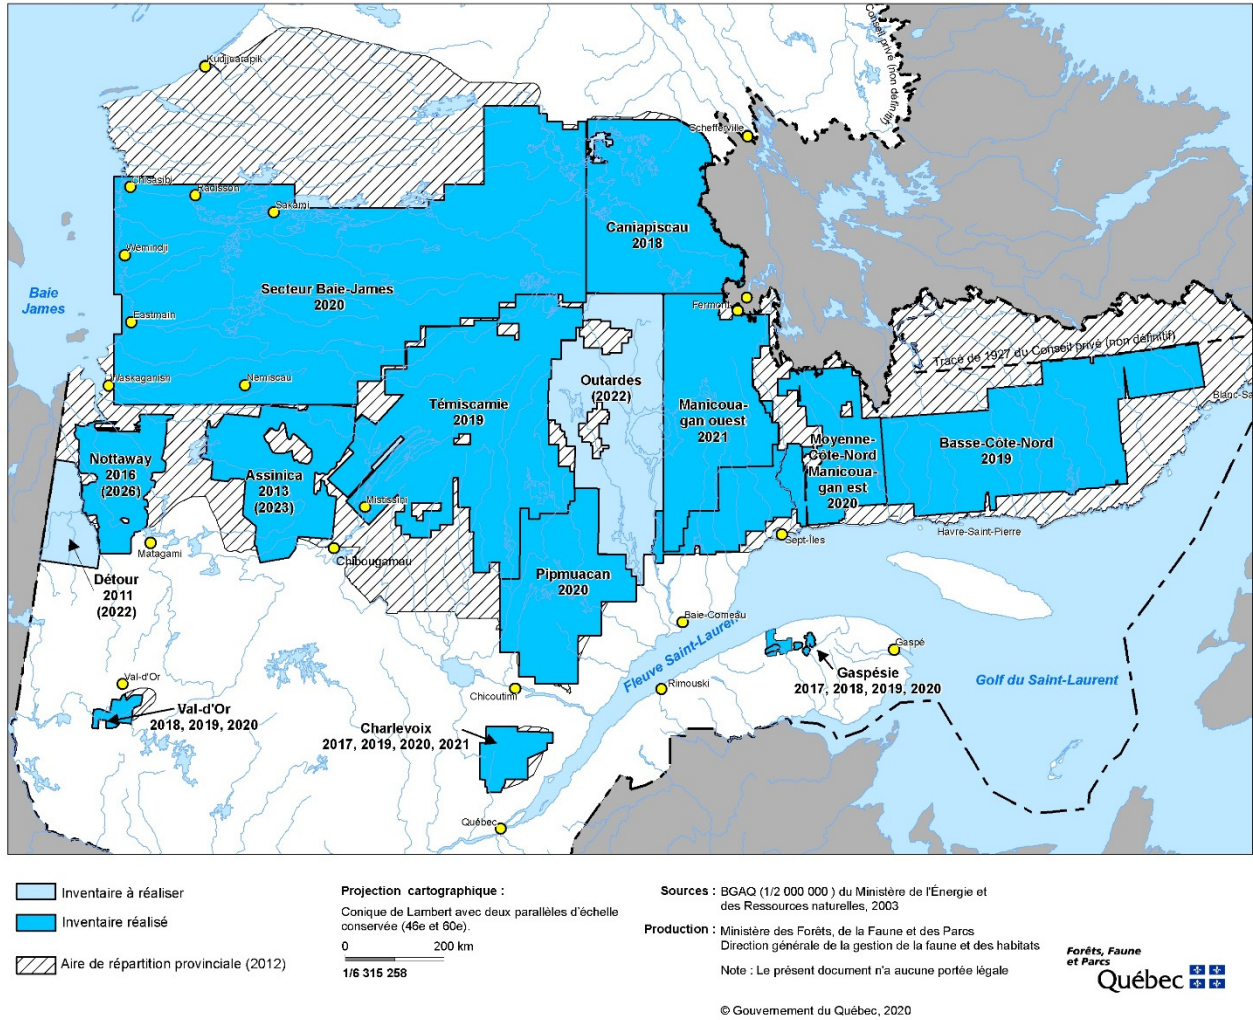 Kudjjuarapik
Schefferville
Conseil privé (non définitif)
Chisasibi
Radisson
Sakami
Caniapiscau
2018
Wemindji
Baie
James
Secteur Baie-James
2020
Fermont
Eastmain
Tracé de 1927 du Conseil privé (non définitif)
Waskaganish
Nemiscau
Outardes
(2022)
Témiscamie
2019
Manicoua-
gan ouest
2021
Blanc-Sa
Moyenne-
Côte-Nord
Manicoua-
gan est
2020
Basse-Côte-Nord
2019
Nottaway
2016
(2026)
Assinica
2013
(2023)
Mistissini
Matagami
Chibougamau
Sept-Iles
Havre-Saint-Pierre
Détour
2011
(2022)
Pipmuacan
2020
Baie-Comeau
Fleuve Saint-Laurent
Gaspé
Gaspésie
2017, 2018, 2019, 2020
Golf du Saint-Laurent
Val-d'Or
Val-d'Or
2018, 2019, 2020
Chicoutimi
Rimouski
Charlevoix
2017, 2019, 2020, 2021
Québec
Inventaire à réaliser
Inventaire réalisé
Aire de répartition provinciale (2012)
Projection cartographique :
Conique de Lambert avec deux parallèles d'échelle
conservée (46e et 60e).
0 200 km
1/6 315 258
Sources : BGAQ (1/2 000 000 ) du Ministère de l'Énergie et
des Ressources naturelles, 2003
Production : Ministère des Forêts, de la Faune et des Parcs
Direction générale de la gestion de la faune et des habitats
Note : Le présent document n'a aucune portée légale
© Gouvernement du Québec, 2020
Forêts, Faune
et Parcs
Québec